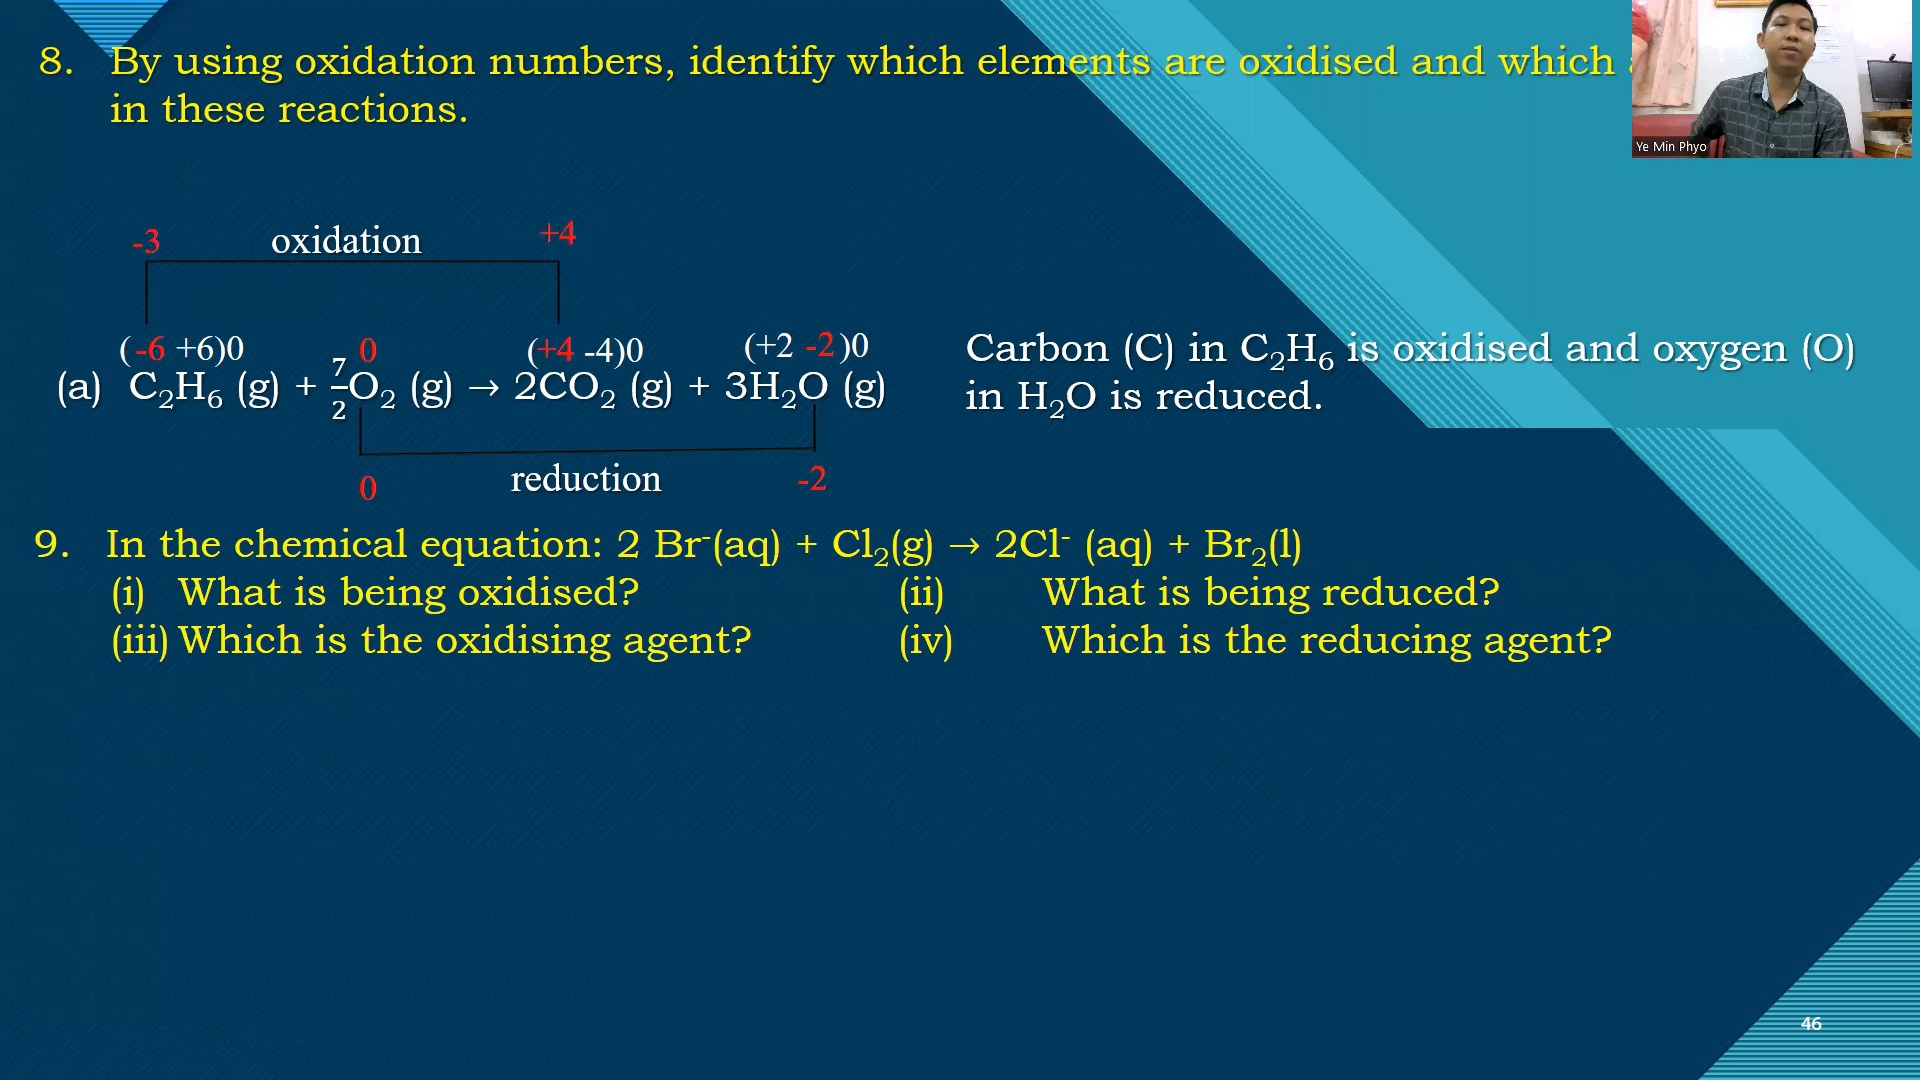 8. By using oxidation numbers, identify which elements are oxidised and which
in these reactions.
Ye Min Phyo
-3 oxidation +4
(-6 +6)0 0 (+4 -4)0 (+2 -2)0
(a) C₂H₆ (g) + 7/2 O₂ (g) → 2CO₂ (g) + 3H₂O (g)
Carbon (C) in C₂H₆ is oxidised and oxygen (O)
in H₂O is reduced.
0 reduction -2
9. In the chemical equation: 2 Br⁻(aq) + Cl₂(g) → 2Cl⁻ (aq) + Br₂(l)
(i) What is being oxidised? (ii) What is being reduced?
(iii) Which is the oxidising agent? (iv) Which is the reducing agent?
46